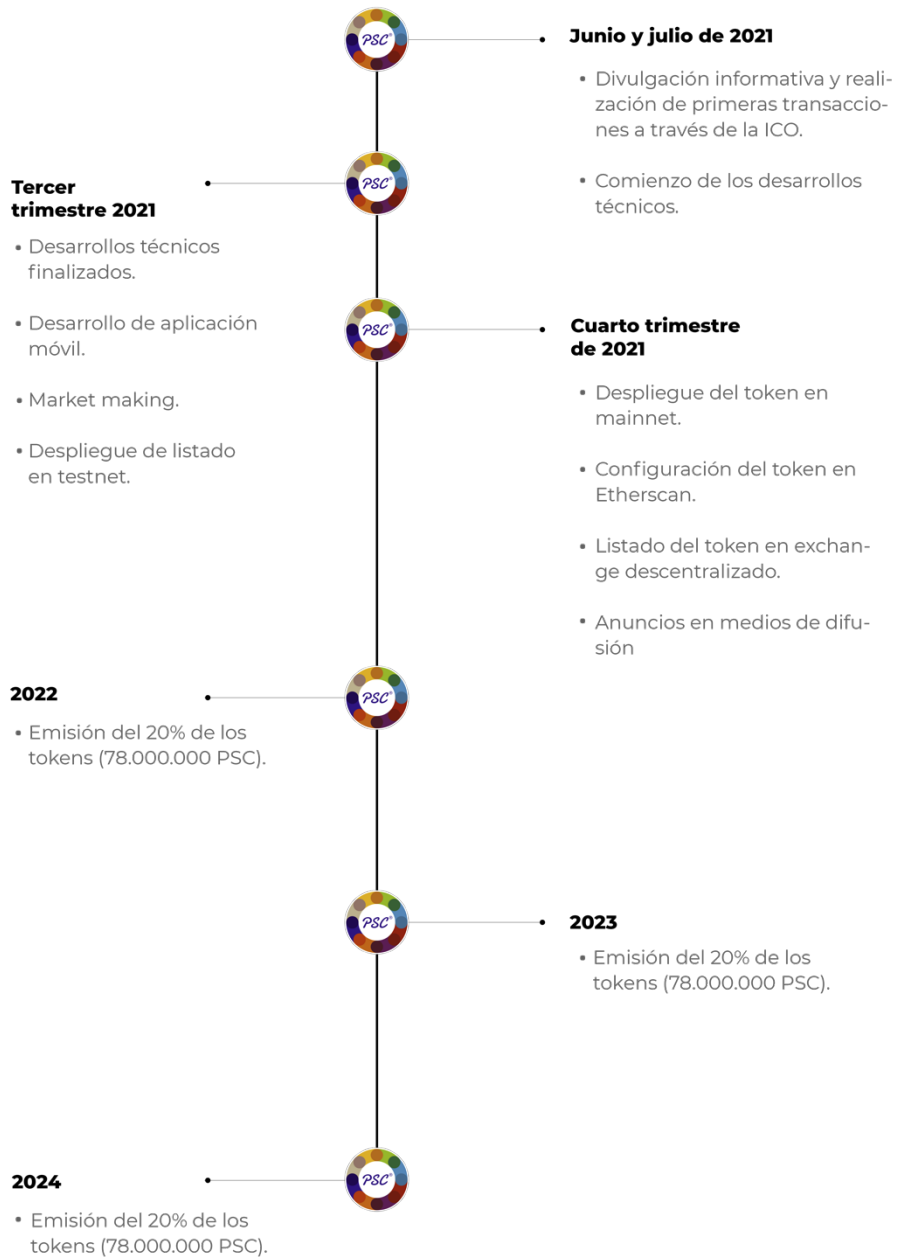 PSC®
Junio y julio de 2021
• Divulgación informativa y reali-
zación de primeras transaccio-
nes a través de la ICO.
• Comienzo de los desarrollos
técnicos.
PSC®
Tercer
trimestre 2021
• Desarrollos técnicos
finalizados.
• Desarrollo de aplicación
móvil.
• Market making.
• Despliegue de listado
en testnet.
PSC®
Cuarto trimestre
de 2021
• Despliegue del token en
mainnet.
• Configuración del token en
Etherscan.
• Listado del token en exchan-
ge descentralizado.
• Anuncios en medios de difu-
sión
PSC®
2022
• Emisión del 20% de los
tokens (78.000.000 PSC).
PSC®
2023
• Emisión del 20% de los
tokens (78.000.000 PSC).
PSC®
2024
• Emisión del 20% de los
tokens (78.000.000 PSC).